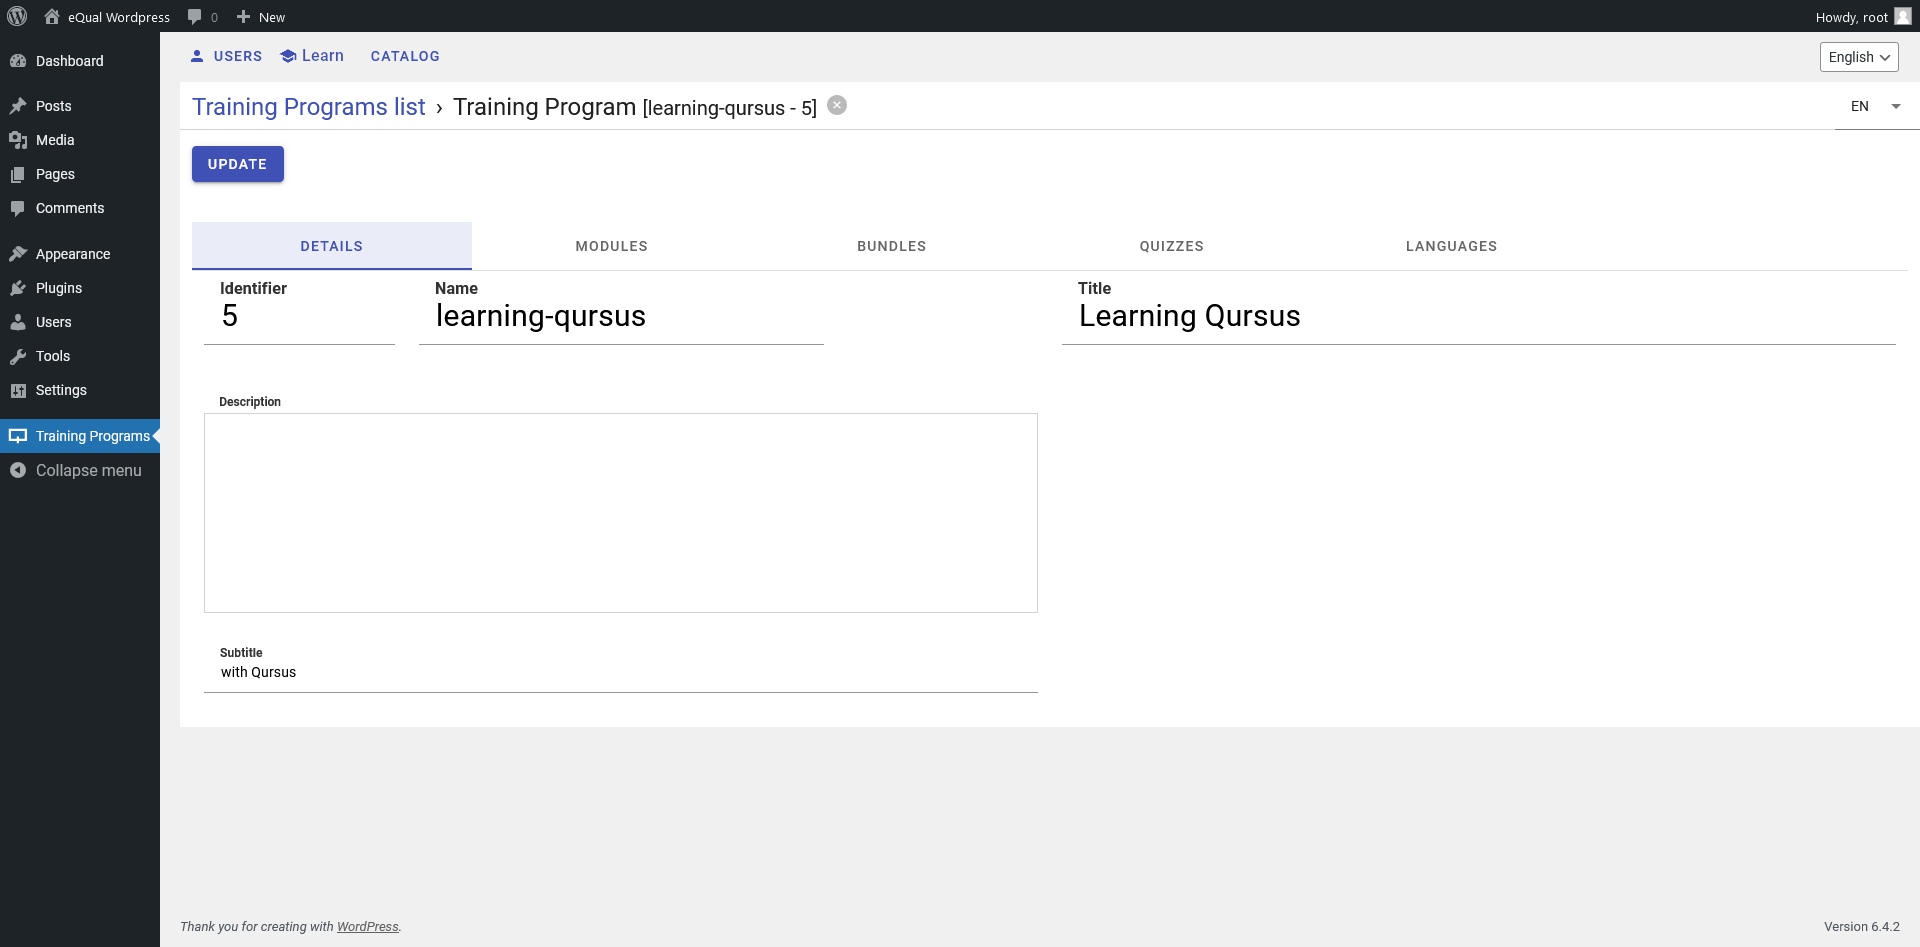 eQual Wordpress 0 New Howdy, root
Dashboard
Posts
Media
Pages
Comments
Appearance
Plugins
Users
Tools
Settings
Training Programs
Collapse menu
USERS Learn CATALOG English
Training Programs list › Training Program [learning-qursus - 5] EN
UPDATE
DETAILS MODULES BUNDLES QUIZZES LANGUAGES
Identifier Name Title
5 learning-qursus Learning Qursus
Description
Subtitle
with Qursus
Thank you for creating with WordPress. Version 6.4.2